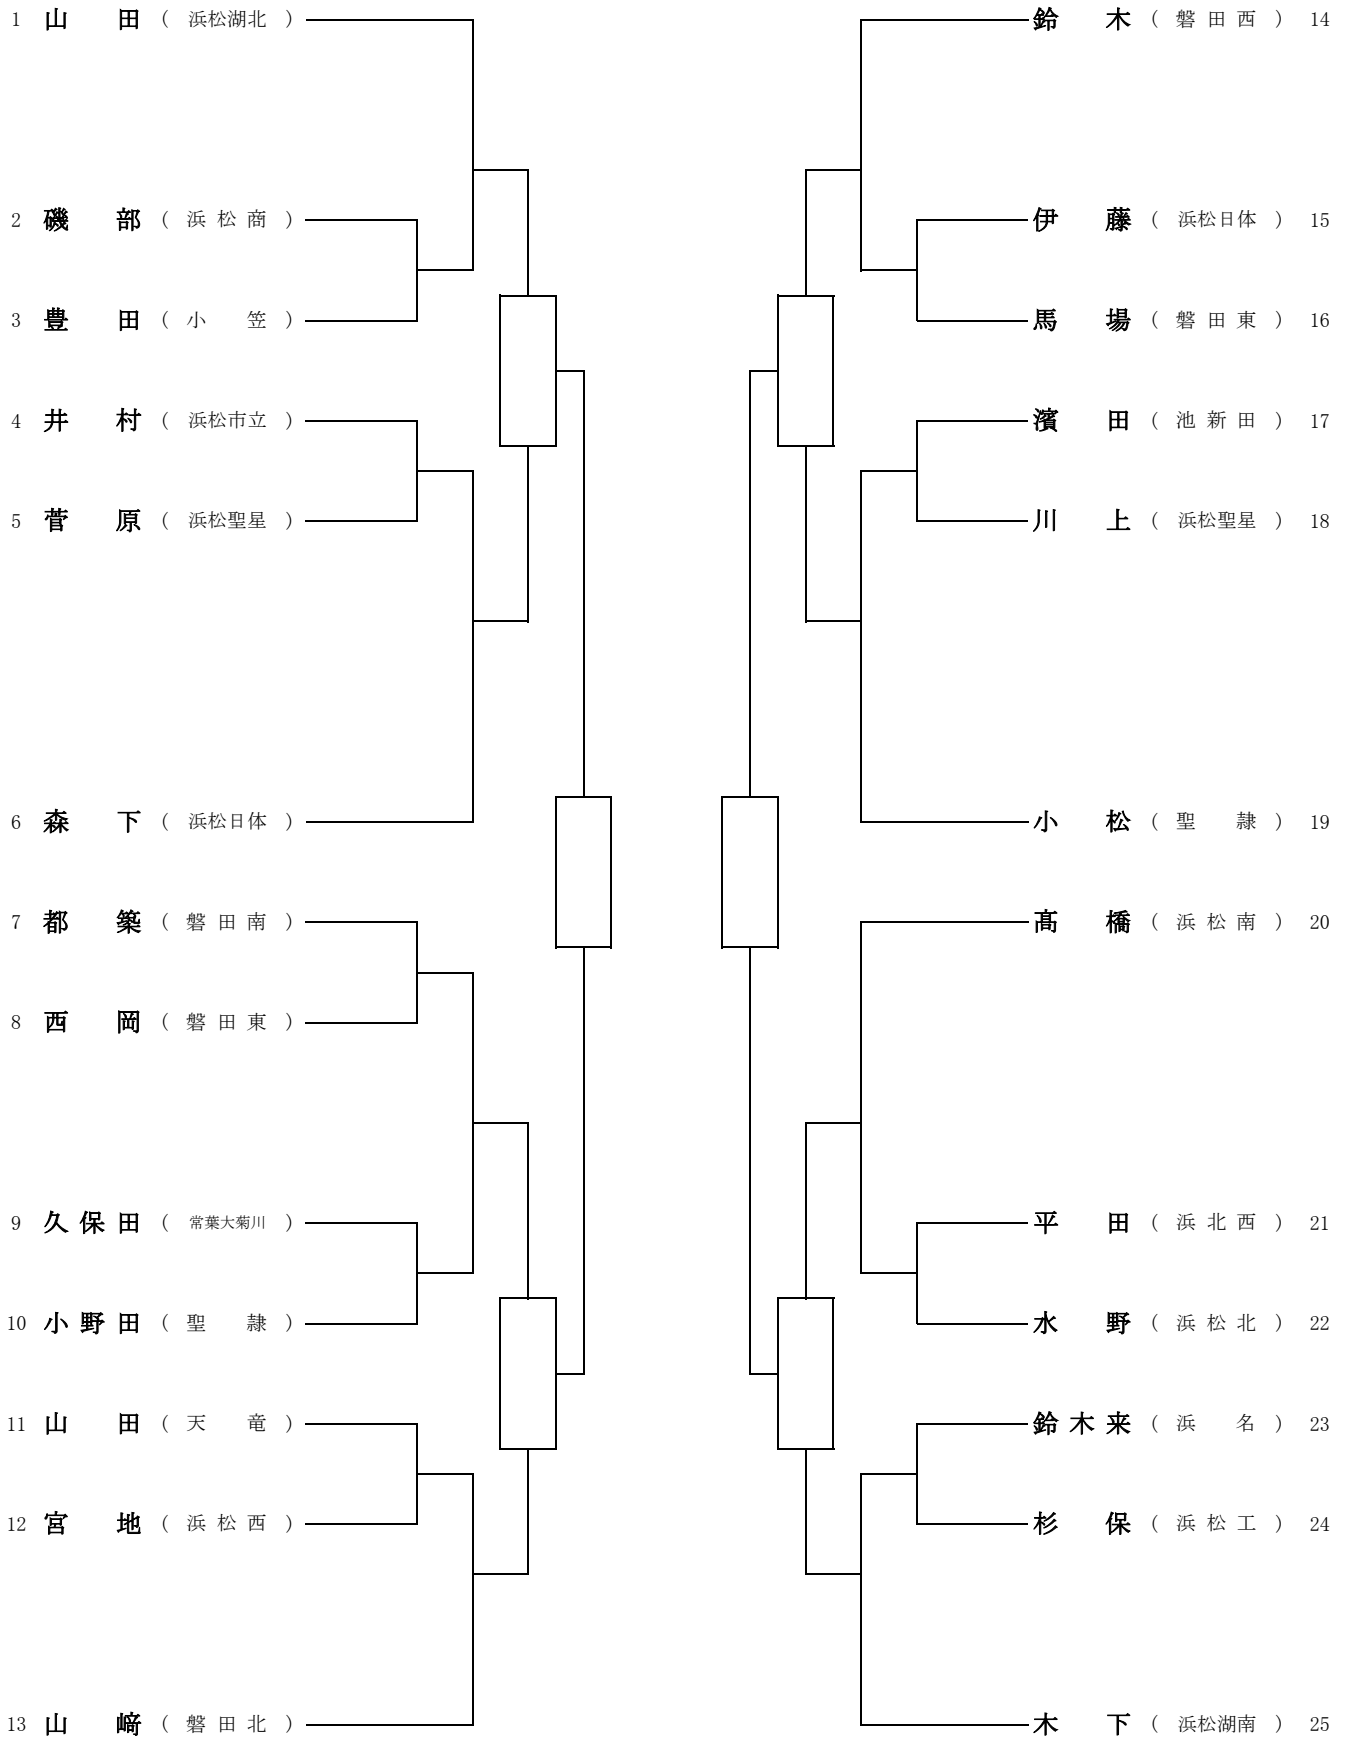 1 山 田 ( 浜松湖北 )
2 磯 部 ( 浜 松 商 )
3 豊 田 ( 小 笠 )
4 井 村 ( 浜松市立 )
5 菅 原 ( 浜松聖星 )
6 森 下 ( 浜松日体 )
7 都 築 ( 磐 田 南 )
8 西 岡 ( 磐 田 東 )
9 久 保 田 ( 常葉大菊川 )
10 小 野 田 ( 聖 隷 )
11 山 田 ( 天 竜 )
12 宮 地 ( 浜 松 西 )
13 山 﨑 ( 磐 田 北 )
鈴 木 ( 磐 田 西 ) 14
伊 藤 ( 浜松日体 ) 15
馬 場 ( 磐 田 東 ) 16
濱 田 ( 池 新 田 ) 17
川 上 ( 浜松聖星 ) 18
小 松 ( 聖 隷 ) 19
髙 橋 ( 浜 松 南 ) 20
平 田 ( 浜 北 西 ) 21
水 野 ( 浜 松 北 ) 22
鈴 木 来 ( 浜 名 ) 23
杉 保 ( 浜 松 工 ) 24
木 下 ( 浜松湖南 ) 25